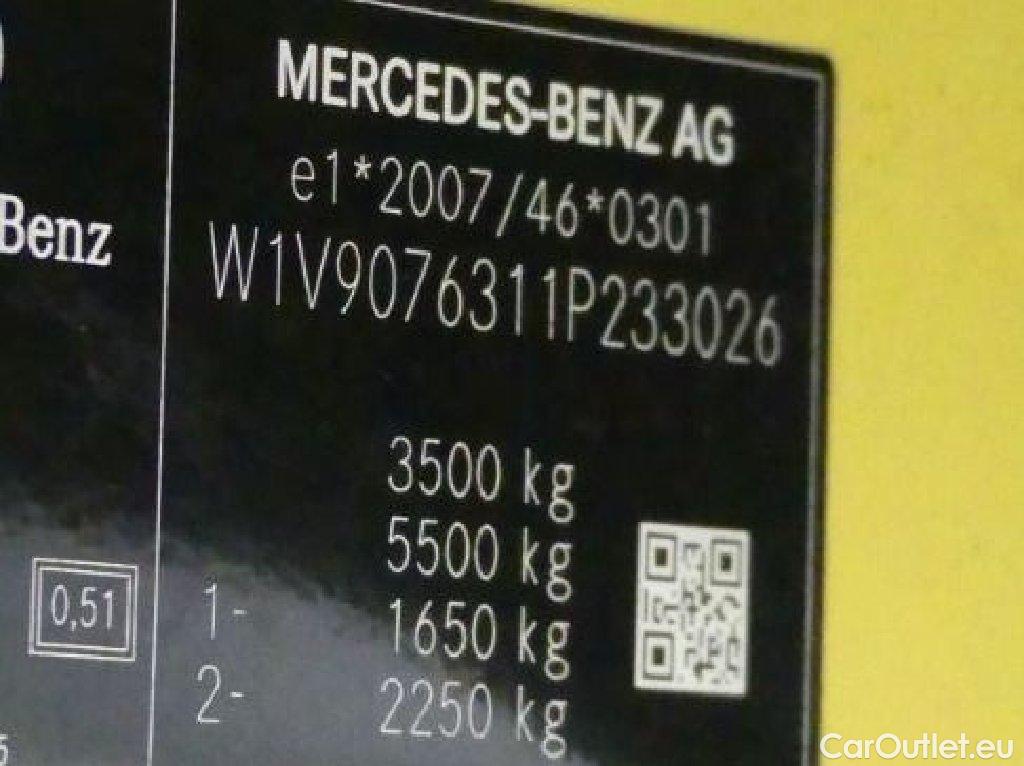 MERCEDES-BENZ AG
e1*2007/46*0301
Benz
W1V9076311P233026
3500 kg
5500 kg
0,51
1- 1650 kg
2- 2250 kg
CarOutlet.eu